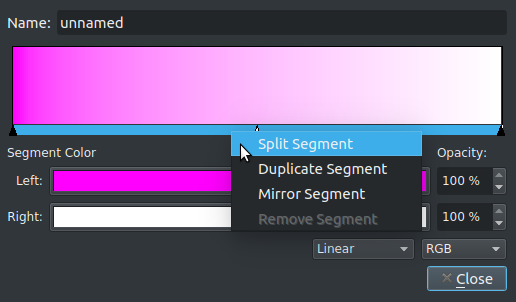 Name: unnamed
Split Segment
Segment Color Opacity:
Duplicate Segment
Left: 100 %
Mirror Segment
Right: 100 %
Remove Segment
Linear RGB
Close